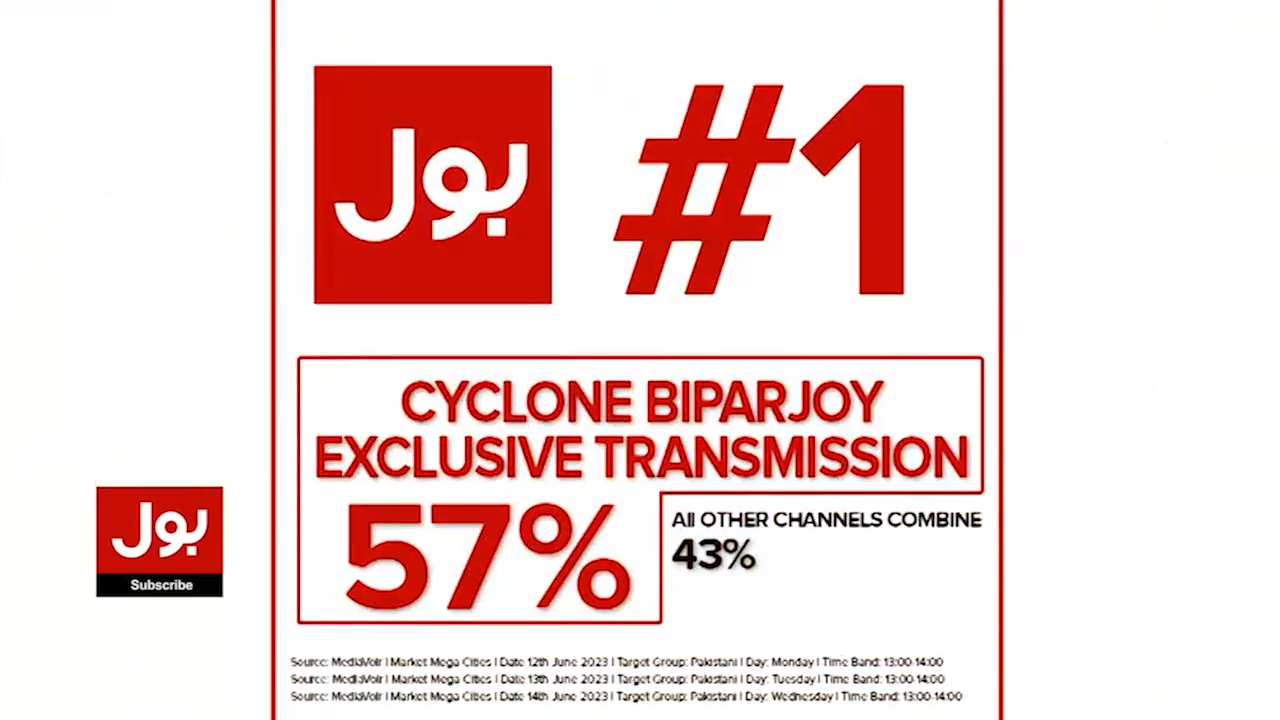 بول
#1
CYCLONE BIPARJOY
EXCLUSIVE TRANSMISSION
57%
All OTHER CHANNELS COMBINE
43%
بول
Subscribe
Source: MediaVoir | Market Mega Cities | Date 12th June 2023 | Target Group: Pakistani | Day: Monday | Time Band: 13:00-14:00
Source: MediaVoir | Market Mega Cities | Date 13th June 2023 | Target Group: Pakistani | Day: Tuesday | Time Band: 13:00-14:00
Source: MediaVoir | Market Mega Cities | Date 14th June 2023 | Target Group: Pakistani | Day: Wednesday | Time Band: 13:00-14:00